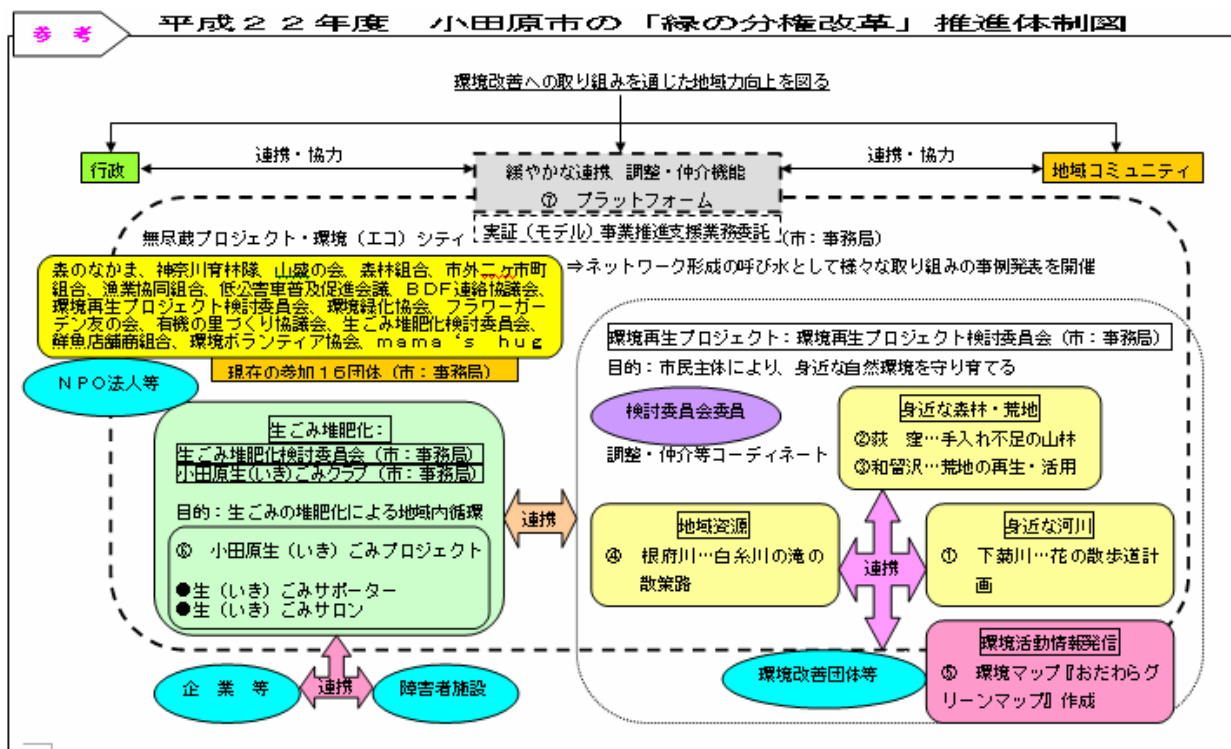 参 考
平成２２年度 小田原市の「緑の分権改革」推進体制図
環境改善への取り組みを通じた地域力向上を図る
行政
連携・協力
緩やかな連携 調整・仲介機能
⑦ プラットフォーム
連携・協力
地域コミュニティ
無尽蔵プロジェクト・環境（エコ）シティ
実証（モデル）事業推進支援業務委託
(市：事務局)
森のなかま、神奈川育林隊、山盛の会、森林組合、市外二ヶ市町
組合、漁業協同組合、低公害車普及促進会議、ＢＤＦ連絡協議会、
環境再生プロジェクト検討委員会、環境緑化協会、フラワーガー
デン友の会、有機の里づくり協議会、生ごみ堆肥化検討委員会、
鮮魚店舗商組合、環境ボランティア協会、ｍａｍａ‘ｓ ｈｕｇ
現在の参加１６団体（市：事務局）
ＮＰＯ法人等
⇒ネットワーク形成の呼び水として様々な取り組みの事例発表を開催
生ごみ堆肥化：
生ごみ堆肥化検討委員会（市：事務局）
小田原生(いき)ごみクラブ（市：事務局）
目的：生ごみの堆肥化による地域内循環
⑥ 小田原生（いき）ごみプロジェクト
●生（いき）ごみサポーター
●生（いき）ごみサロン
連携
企 業 等
連携
障害者施設
環境再生プロジェクト：環境再生プロジェクト検討委員会（市：事務局）
目的：市民主体により、身近な自然環境を守り育てる
検討委員会委員
調整・仲介等コーディネート
身近な森林・荒地
②荻 窪…手入れ不足の山林
③和留沢…荒地の再生・活用
地域資源
④ 根府川…白糸川の滝の
散策路
連携
身近な河川
① 下菊川…花の散歩道計
画
環境改善団体等
環境活動情報発信
⑤ 環境マップ『おだわらグ
リーンマップ』作成